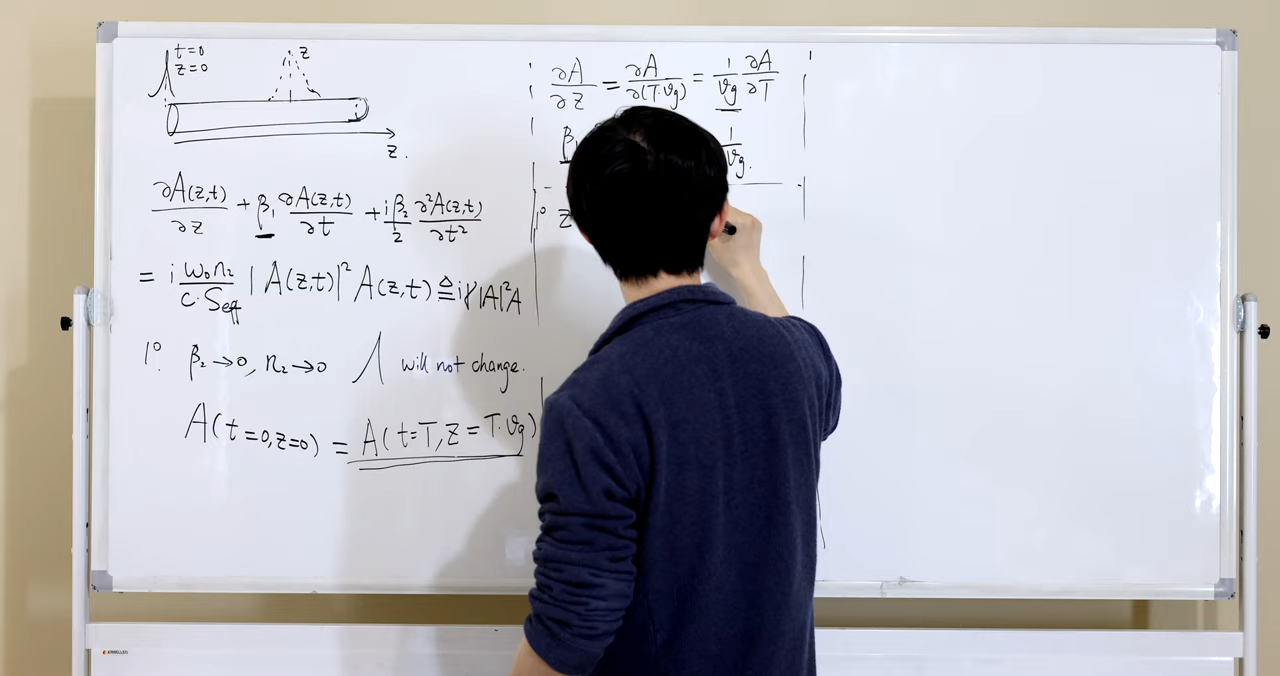 t=0
z=0
z
z.
∂A(z,t)/∂z + β₁ ∂A(z,t)/∂t + iβ₂/2 ∂²A(z,t)/∂t²
= i ω₀n₂/(c·Seff) |A(z,t)|² A(z,t) ≜ iγ|A|²A
1° β₂→0, n₂→0 will not change.
A(t=0,z=0) = A(t=T,z=T·vg)
∂A/∂z = ∂A/∂(T·vg) = 1/vg ∂A/∂T
β₁ 1/vg.
1° z